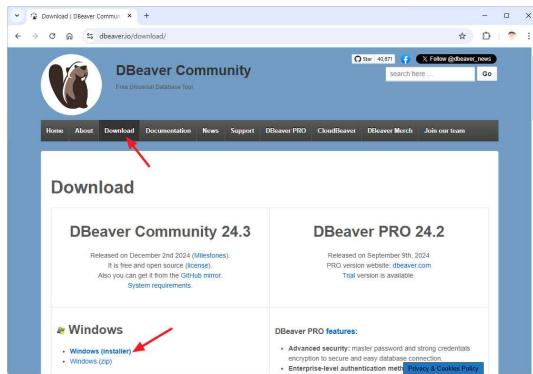 Download | DBeaver Commun
dbeaver.io/download/
DBeaver Community
Free Universal Database Tool
Star 40,871 Follow @dbeaver_news
search here ... Go
Home About Download Documentation News Support DBeaver PRO CloudBeaver DBeaver Merch Join our team
Download
DBeaver Community 24.3
Released on December 2nd 2024 (Milestones).
It is free and open source (license).
Also you can get it from the GitHub mirror.
System requirements.
DBeaver PRO 24.2
Released on September 9th, 2024
PRO version website: dbeaver.com
Trial version is available.
Windows
Windows (installer)
Windows (zip)
DBeaver PRO features:
Advanced security: master password and strong credentials
encryption to secure and easy database connection.
Enterprise-level authentication meth
Privacy & Cookies Policy